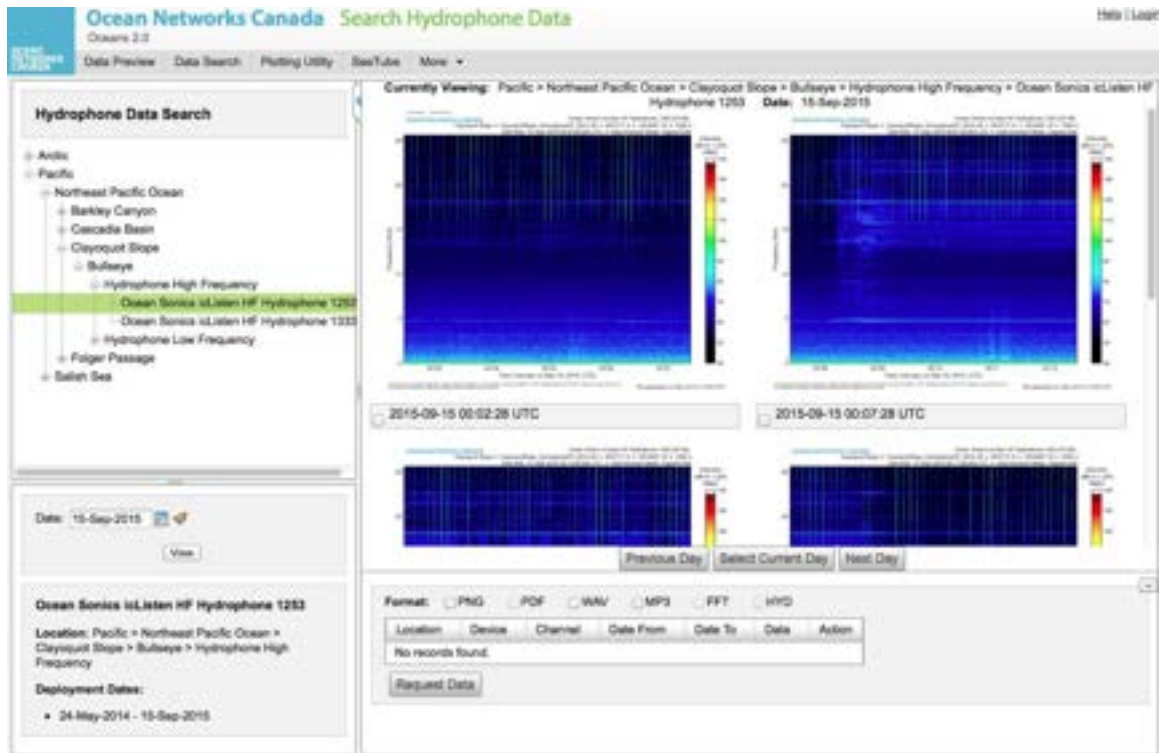 Ocean Networks Canada Search Hydrophone Data
Oceans 2.0
Help | Login
Data Preview Data Search Plotting Utility SeaTube More
Hydrophone Data Search
Arctic
Pacific
Northeast Pacific Ocean
Barkley Canyon
Cascadia Basin
Clayoquot Slope
Bullseye
Hydrophone High Frequency
Ocean Sonics icListen HF Hydrophone 1253
Ocean Sonics icListen HF Hydrophone 1333
Hydrophone Low Frequency
Folger Passage
Salish Sea
Date: 15-Sep-2015
View
Ocean Sonics icListen HF Hydrophone 1253
Location: Pacific > Northeast Pacific Ocean >
Clayoquot Slope > Bullseye > Hydrophone High
Frequency
Deployment Dates:
24-May-2014 - 15-Sep-2015
Currently Viewing: Pacific > Northeast Pacific Ocean > Clayoquot Slope > Bullseye > Hydrophone High Frequency > Ocean Sonics icListen HF
Hydrophone 1253 Date: 15-Sep-2015
2015-09-15 00:02:28 UTC
2015-09-15 00:07:28 UTC
Previous Day Select Current Day Next Day
Format: PNG PDF WAV MP3 FFT HYD
Location Device Channel Date From Date To Data Action
No records found.
Request Data